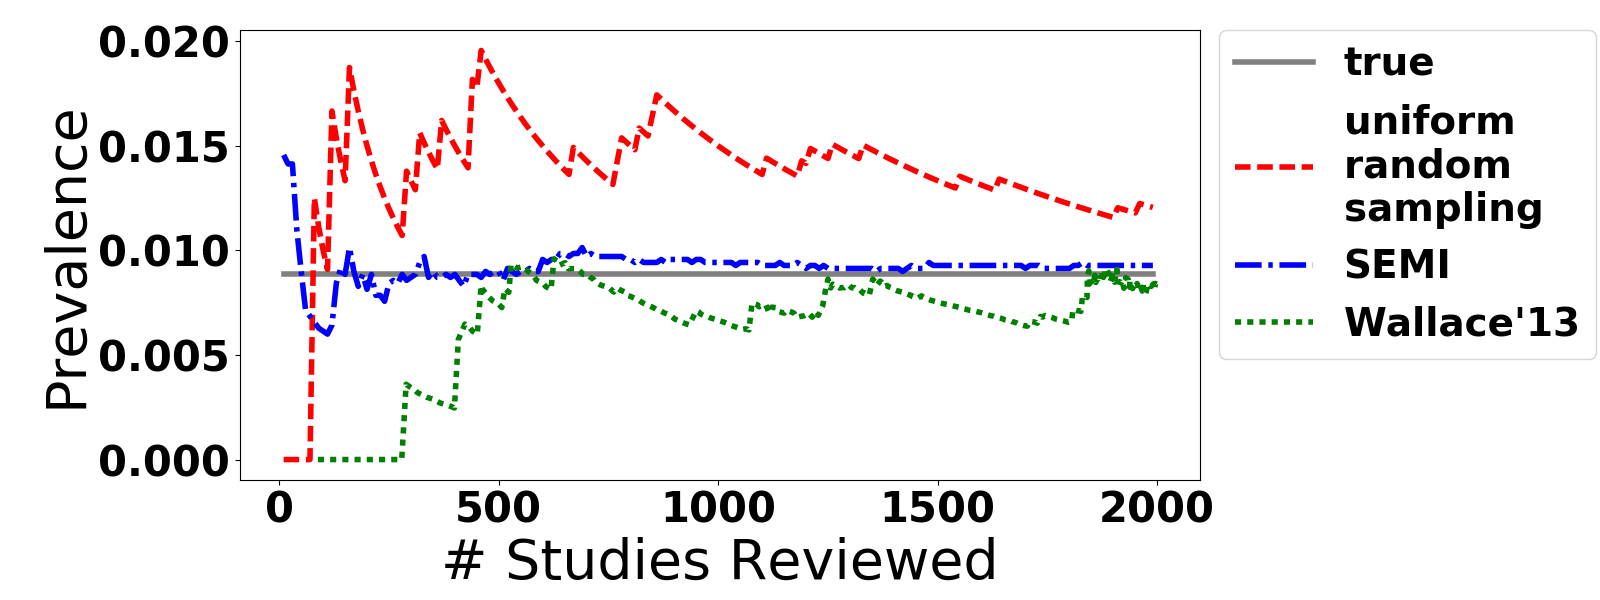 0.020
0.015
0.010
0.005
0.000
Prevalence
0
500
1000
1500
2000
# Studies Reviewed
true
uniform
random
sampling
SEMI
Wallace'13